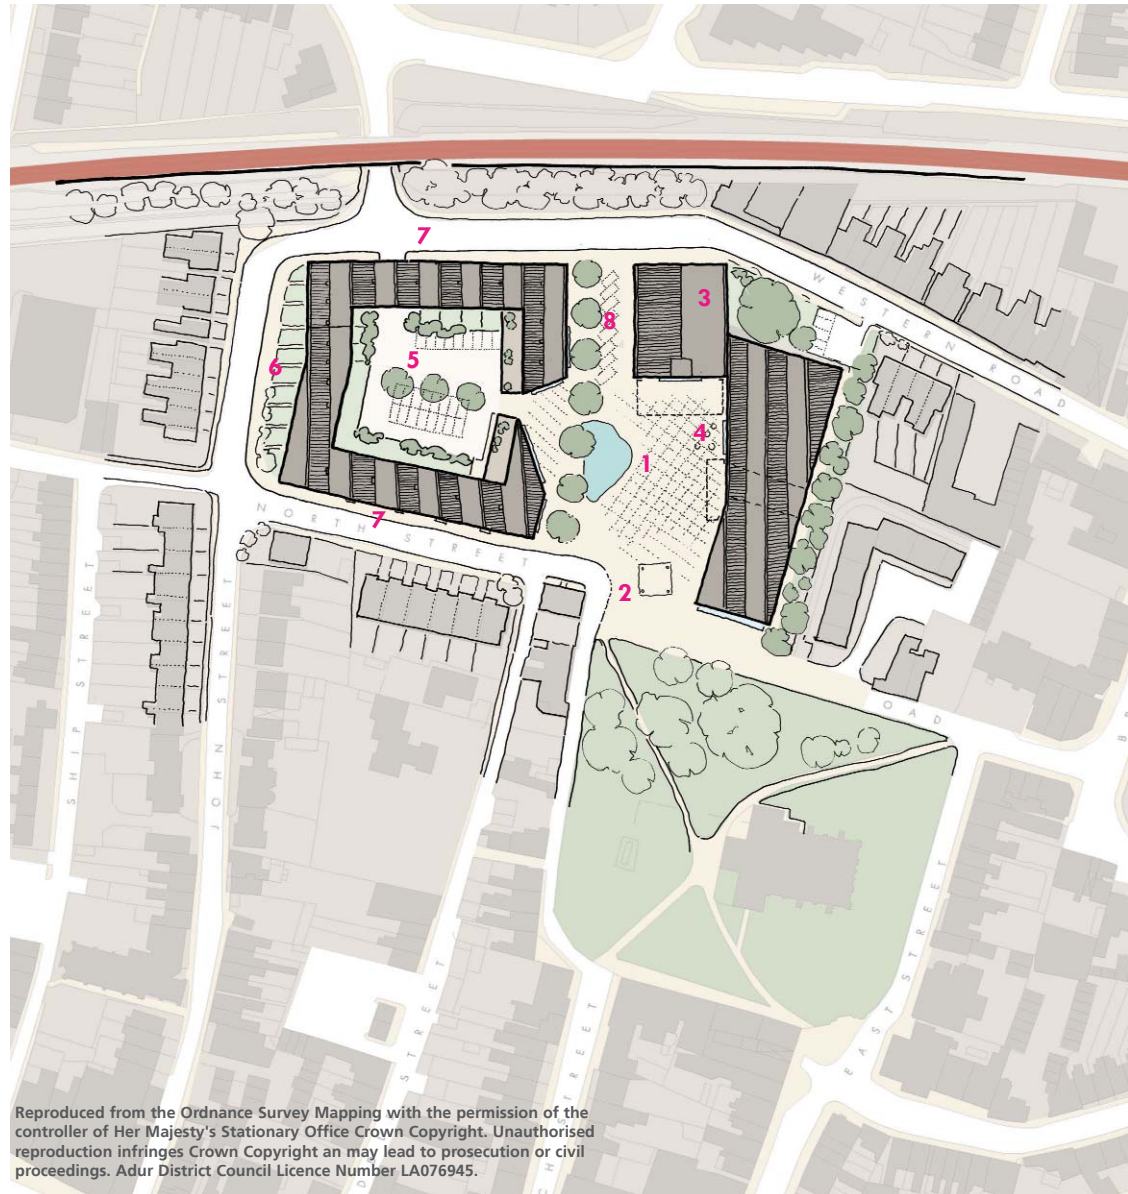 7
WESTERN ROAD
3
8
5
6
4
1
7
NORTH STREET
2
SHIP STREET
JOHN STREET
OAD
EAST STREET
STREET
STREET
Reproduced from the Ordnance Survey Mapping with the permission of the
controller of Her Majesty's Stationary Office Crown Copyright. Unauthorised
reproduction infringes Crown Copyright an may lead to prosecution or civil
proceedings. Adur District Council Licence Number LA076945.